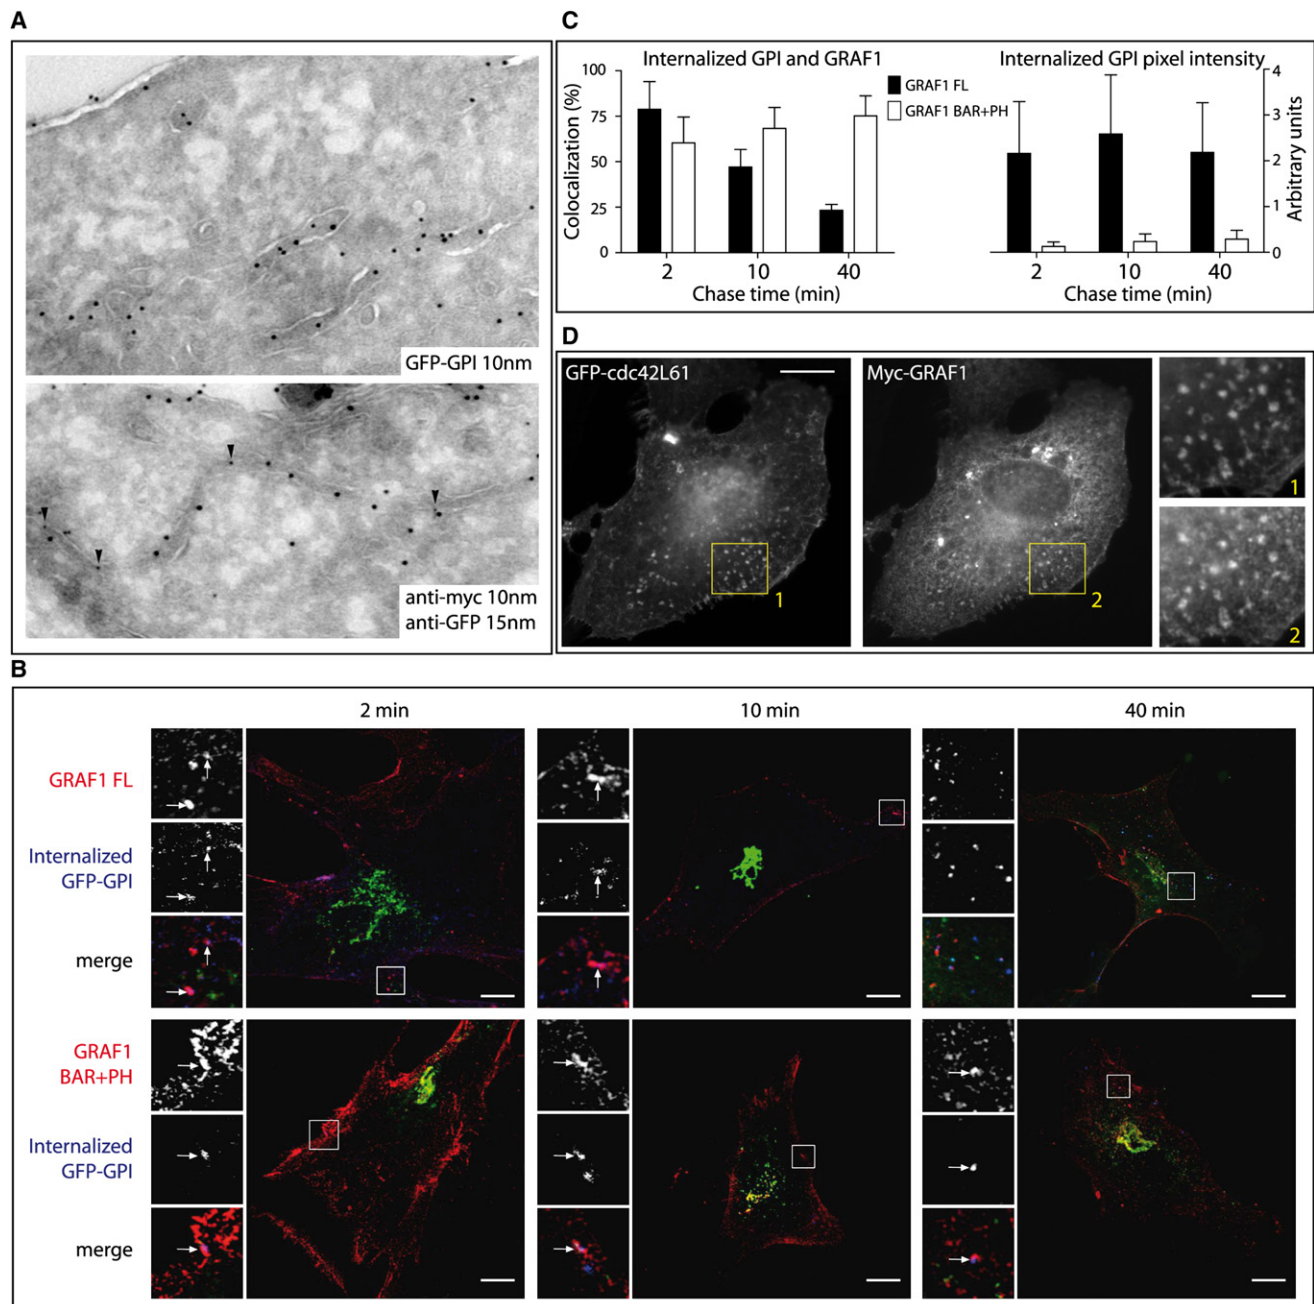 A
GFP-GPI 10nm
anti-myc 10nm
anti-GFP 15nm
C
Internalized GPI and GRAF1
Colocalization (%)
100
75
50
25
0
2 10 40
Chase time (min)
GRAF1 FL
GRAF1 BAR+PH
Internalized GPI pixel intensity
4
3
2
1
0
Arbitrary units
2 10 40
Chase time (min)
D
GFP-cdc42L61
1
Myc-GRAF1
2
1
2
B
2 min
10 min
40 min
GRAF1 FL
Internalized
GFP-GPI
merge
GRAF1
BAR+PH
Internalized
GFP-GPI
merge